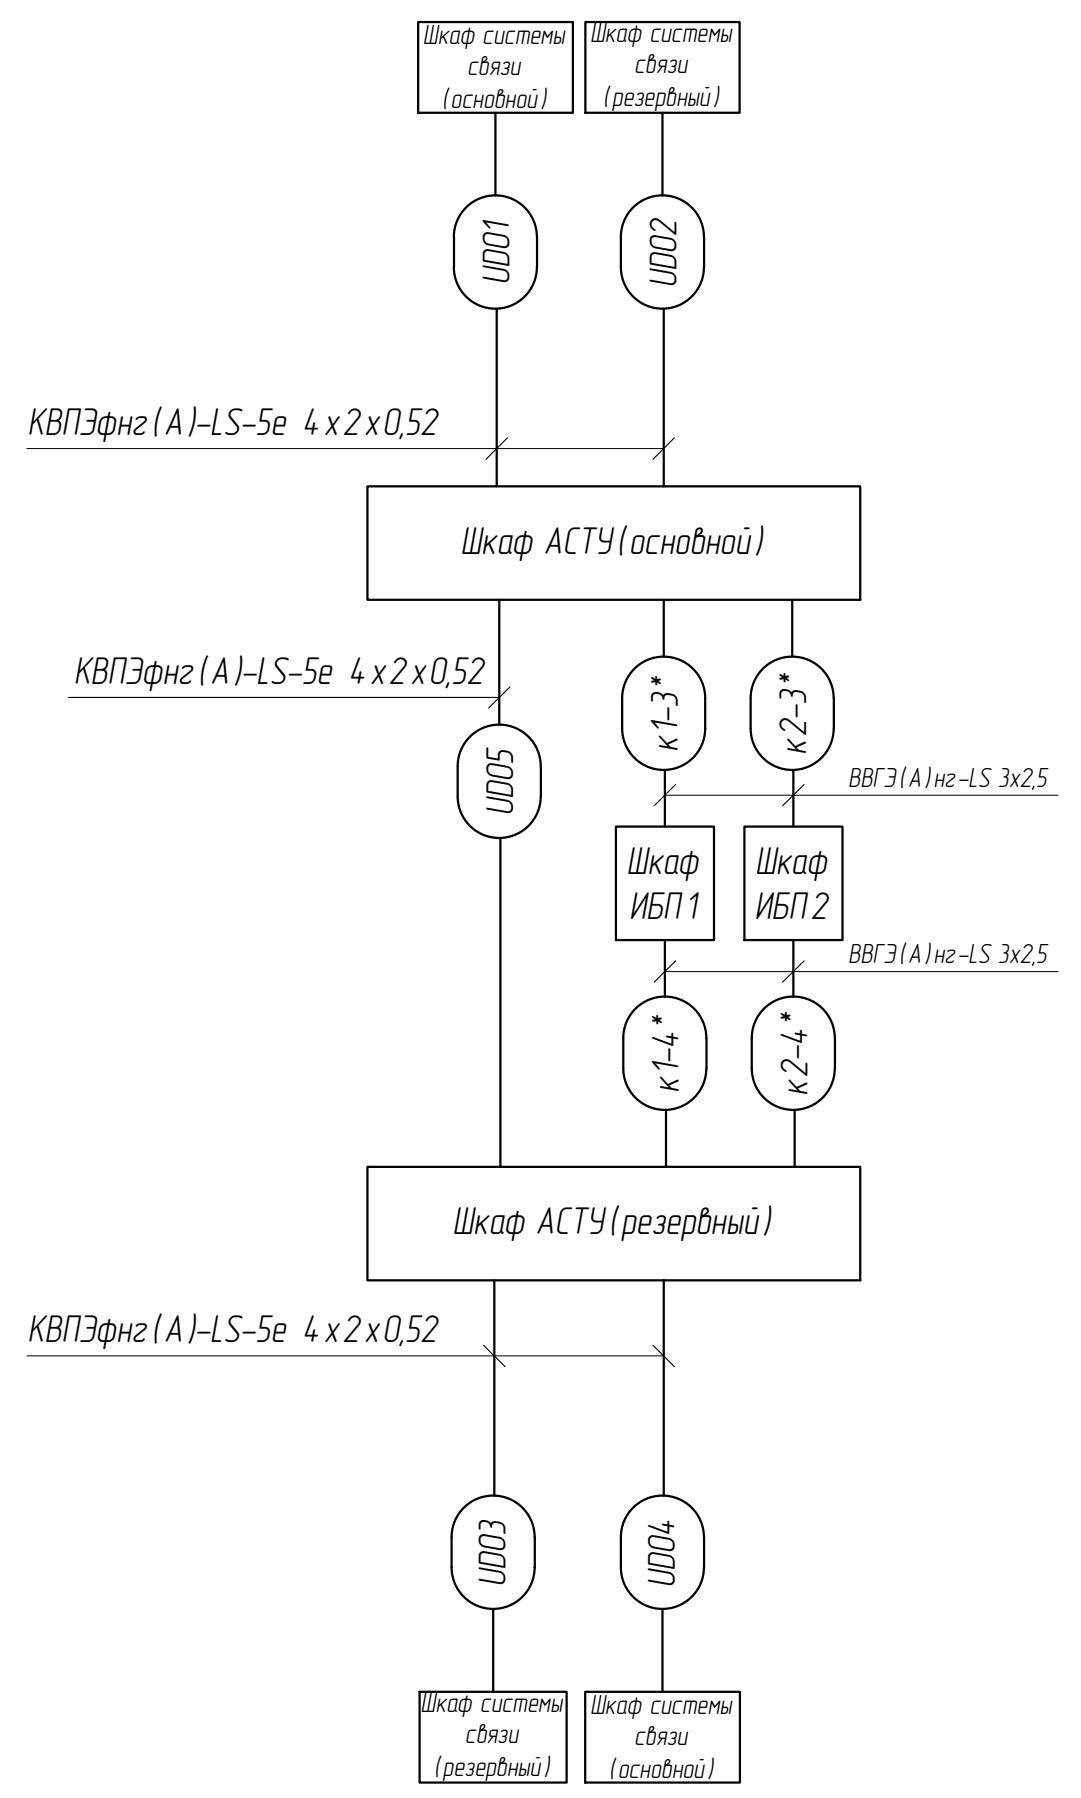 Шкаф системы
связи
(основной)
Шкаф системы
связи
(резервный)
UD01
UD02
КВПЭфнг(А)-LS-5е 4х2х0,52
Шкаф АСТУ(основной)
КВПЭфнг(А)-LS-5е 4х2х0,52
к1-3*
к2-3*
UD05
ВВГЭ(А)нг-LS 3х2,5
Шкаф
ИБП1
Шкаф
ИБП2
ВВГЭ(А)нг-LS 3х2,5
к1-4*
к2-4*
Шкаф АСТУ(резервный)
КВПЭфнг(А)-LS-5е 4х2х0,52
UD03
UD04
Шкаф системы
связи
(резервный)
Шкаф системы
связи
(основной)